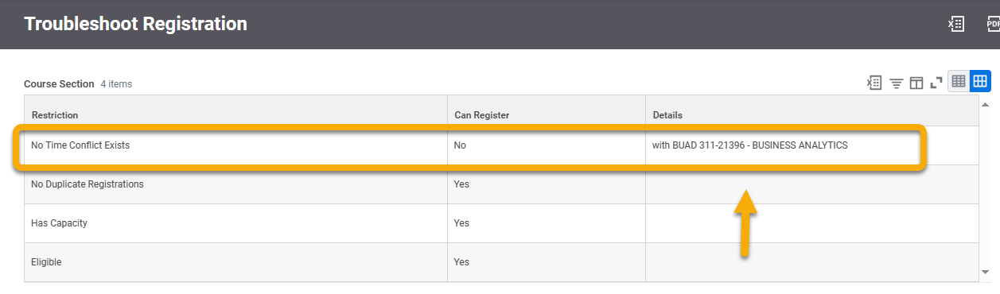 Troubleshoot Registration
Course Section 4 items
Restriction Can Register Details
No Time Conflict Exists No with BUAD 311-21396 - BUSINESS ANALYTICS
No Duplicate Registrations Yes
Has Capacity Yes
Eligible Yes